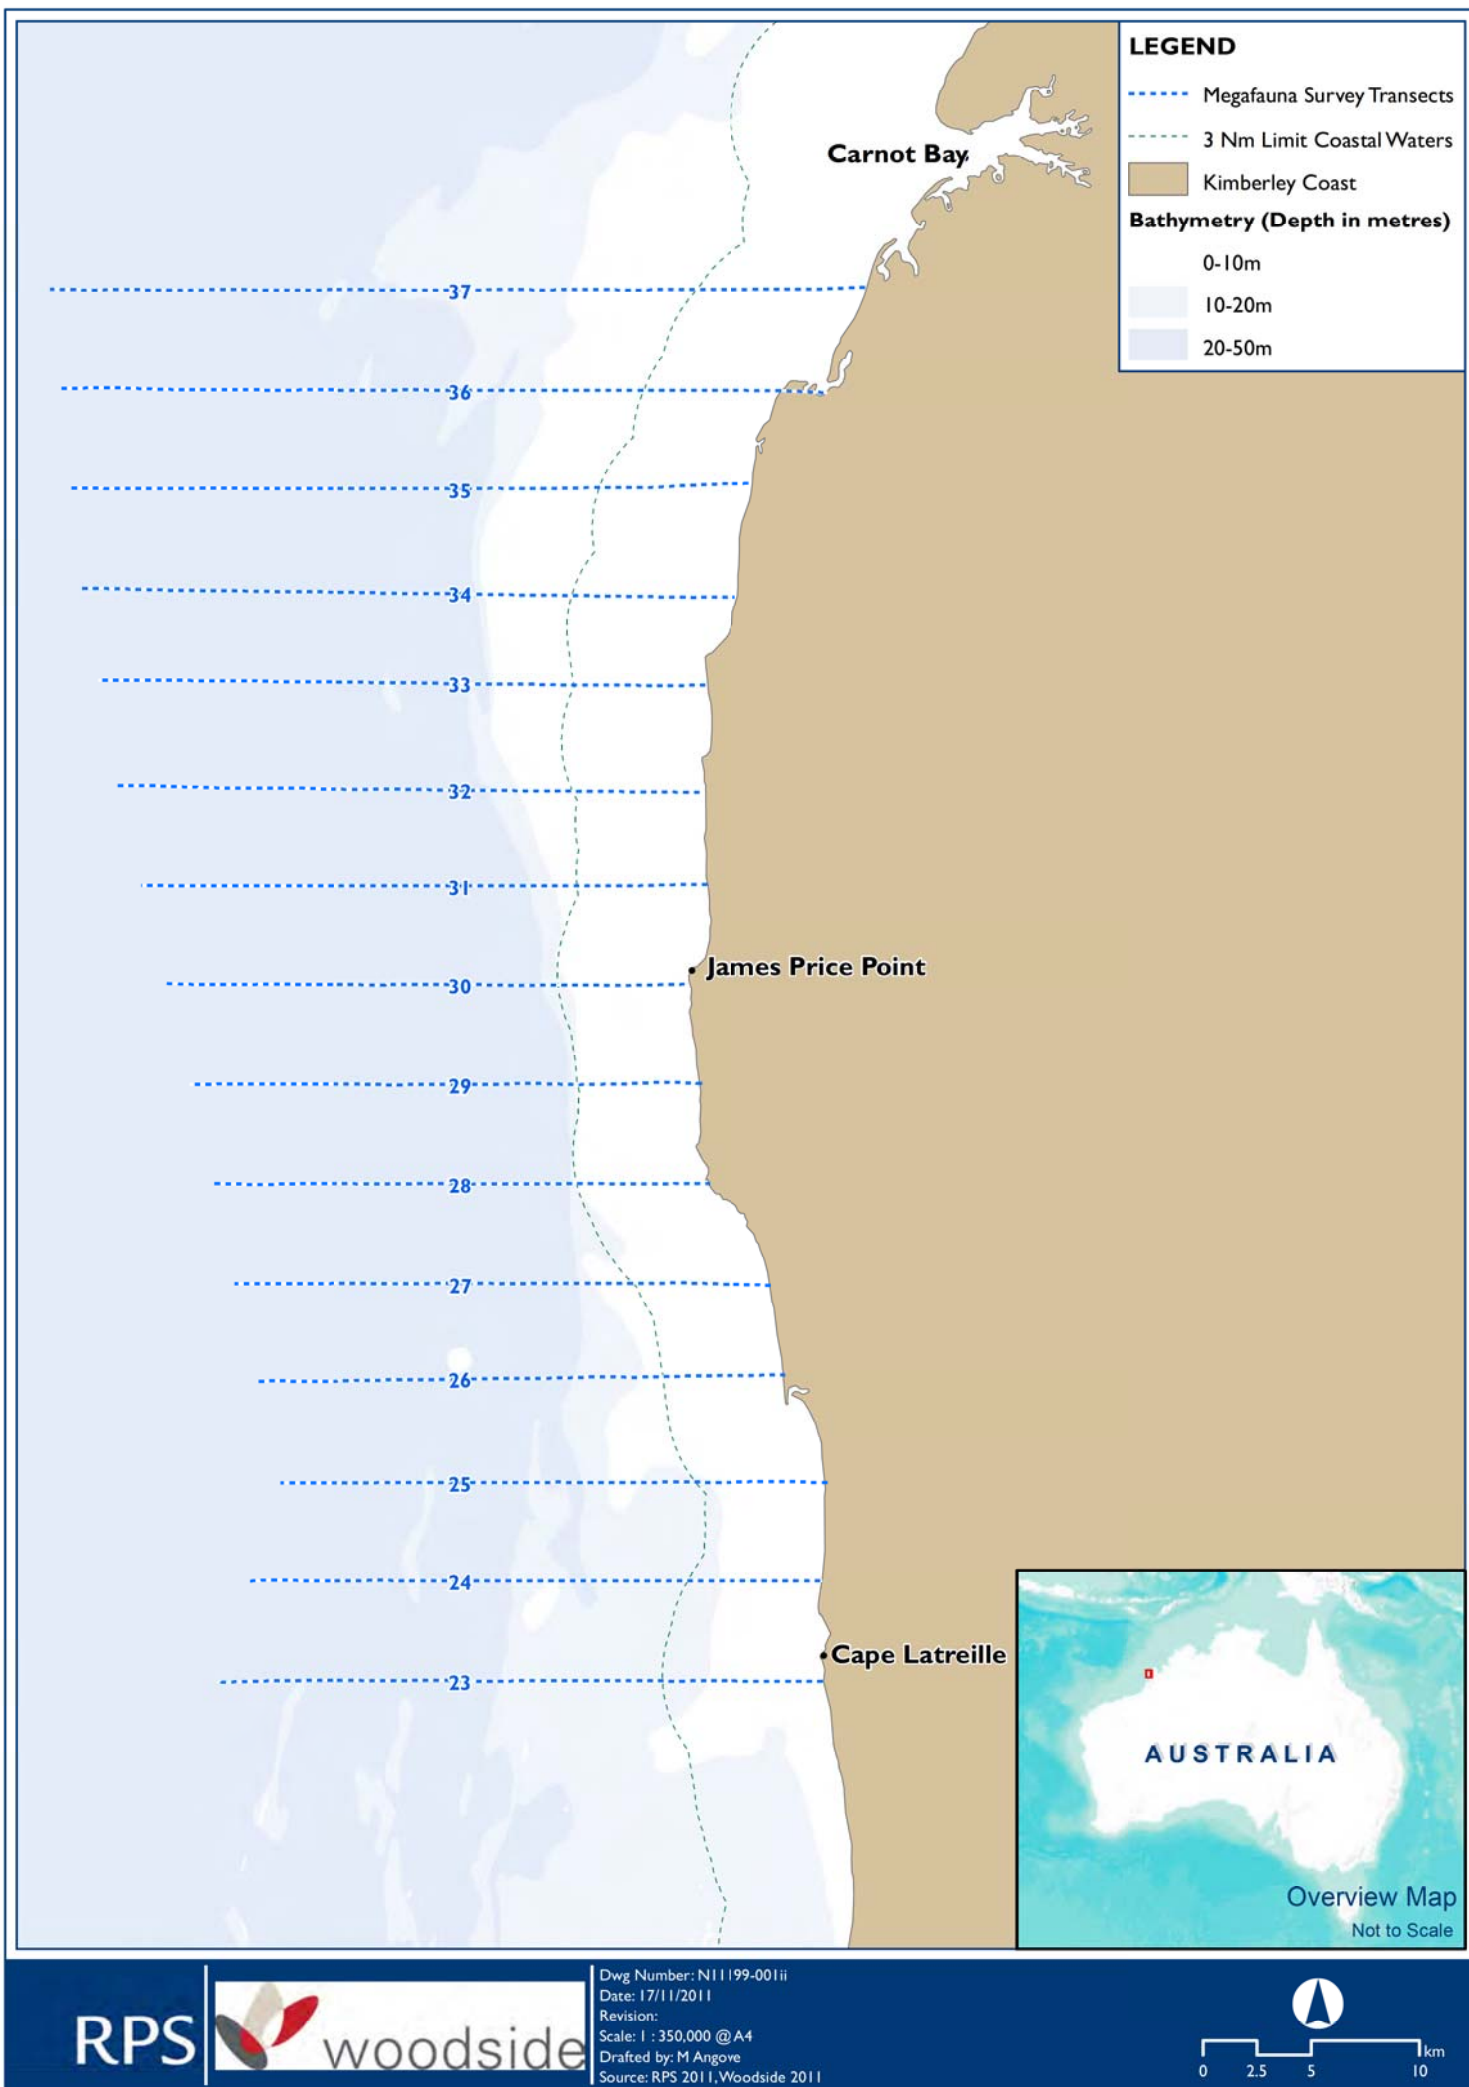 LEGEND
Megafauna Survey Transects
3 Nm Limit Coastal Waters
Kimberley Coast
Bathymetry (Depth in metres)
0-10m
10-20m
20-50m
Carnot Bay
37
36
35
34
33
32
31
James Price Point
30
29
28
27
26
25
24
Cape Latreille
23
AUSTRALIA
Overview Map
Not to Scale
RPS
woodside
Dwg Number: N11199-001ii
Date: 17/11/2011
Revision:
Scale: 1 : 350,000 @ A4
Drafted by: M Angove
Source: RPS 2011, Woodside 2011
km
0 2.5 5 10